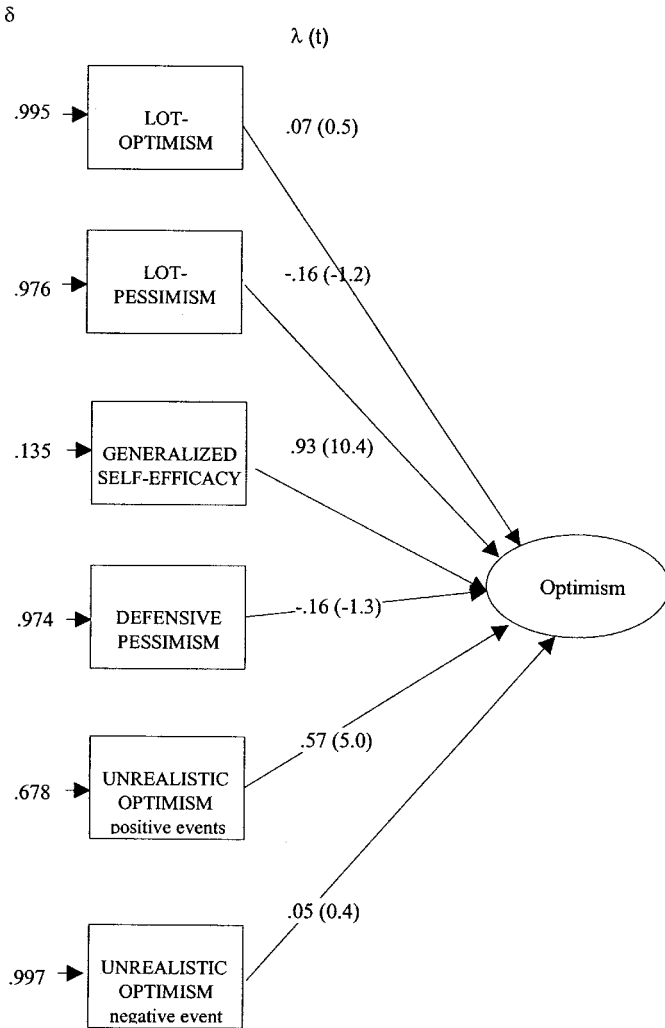 δ
λ (t)
.995
LOT-
OPTIMISM
.07 (0.5)
.976
LOT-
PESSIMISM
-.16 (-1.2)
.135
GENERALIZED
SELF-EFFICACY
.93 (10.4)
Optimism
.974
DEFENSIVE
PESSIMISM
-.16 (-1.3)
.678
UNREALISTIC
OPTIMISM
positive events
.57 (5.0)
.05 (0.4)
.997
UNREALISTIC
OPTIMISM
negative event